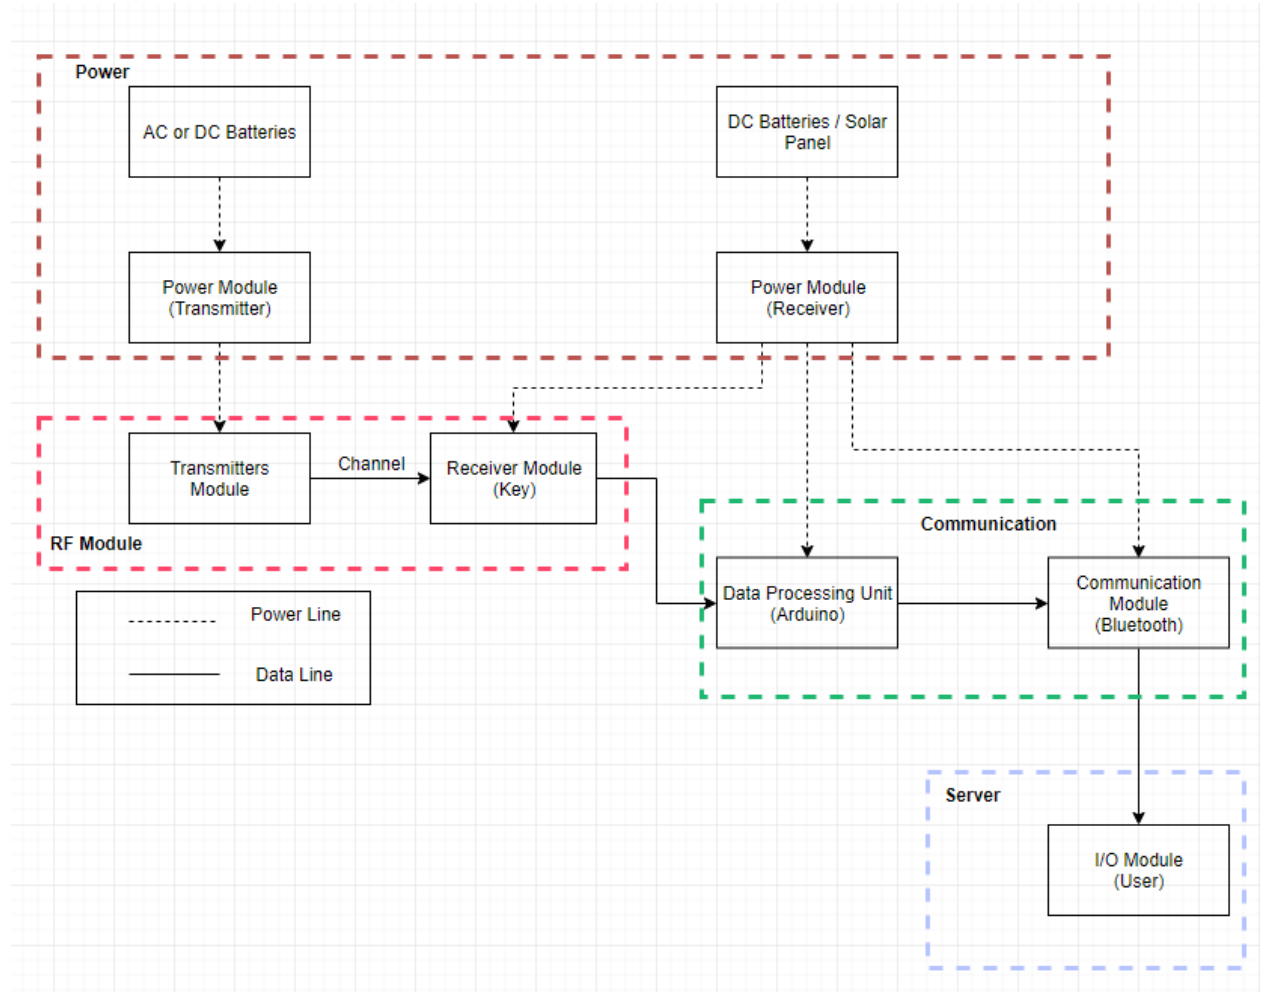 Power
AC or DC Batteries
DC Batteries / Solar
Panel
Power Module
(Transmitter)
Power Module
(Receiver)
Transmitters
Module
Channel
Receiver Module
(Key)
RF Module
Communication
Data Processing Unit
(Arduino)
Communication
Module
(Bluetooth)
Power Line
Data Line
Server
I/O Module
(User)